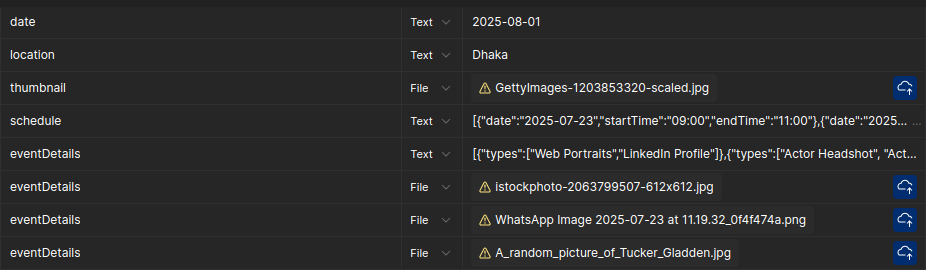 date Text 2025-08-01
location Text Dhaka
thumbnail File GettyImages-1203853320-scaled.jpg
schedule Text [{"date":"2025-07-23","startTime":"09:00","endTime":"11:00"},{"date":"2025... ...
eventDetails Text [{"types":["Web Portraits","LinkedIn Profile"]},{"types":["Actor Headshot", "Act...
eventDetails File istockphoto-2063799507-612x612.jpg
eventDetails File WhatsApp Image 2025-07-23 at 11.19.32_0f4f474a.png
eventDetails File A_random_picture_of_Tucker_Gladden.jpg